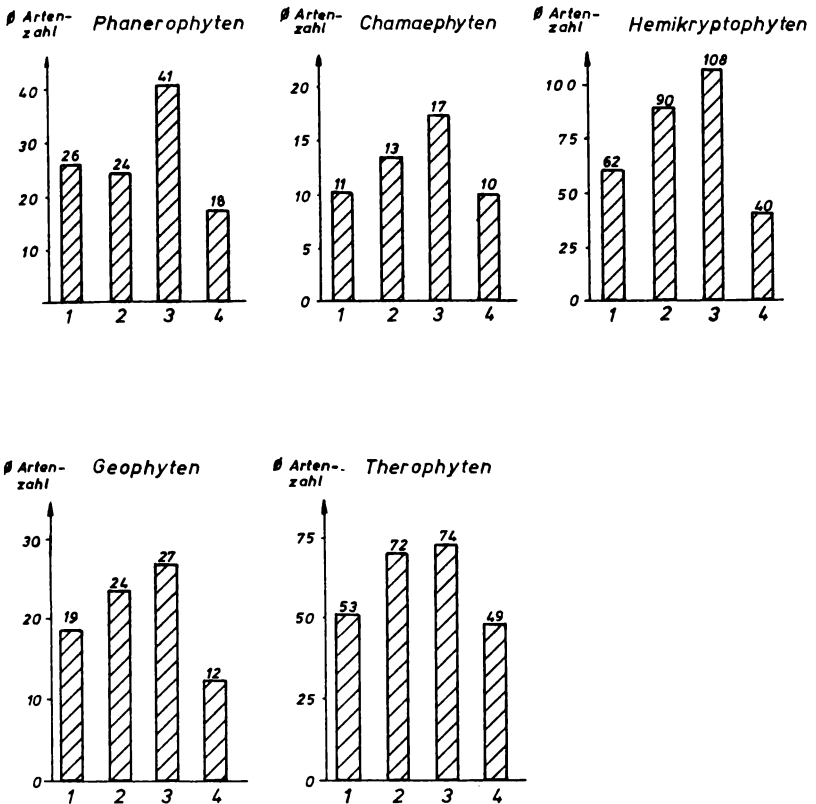 Ø Arten-
zahl
Phanerophyten
40
30
20
10
26
24
41
18
1 2 3 4
Ø Arten-
zahl
Chamaephyten
20
15
10
5
0
11
13
17
10
1 2 3 4
Ø Arten-
zahl
Hemikryptophyten
100
75
50
25
0
62
90
108
40
1 2 3 4
Ø Arten-
zahl
Geophyten
30
20
10
0
19
24
27
12
1 2 3 4
Ø Arten-
zahl
Therophyten
75
50
25
0
53
72
74
49
1 2 3 4